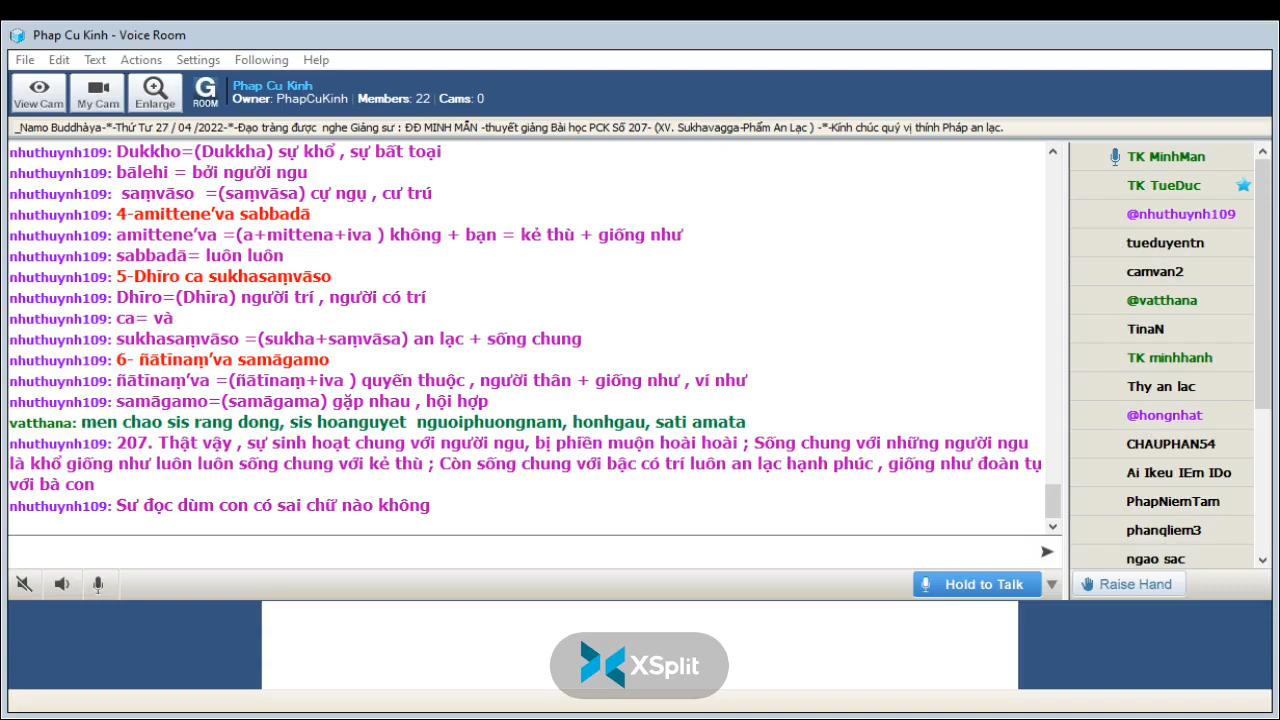 Phap Cu Kinh - Voice Room
File Edit Text Actions Settings Following Help
View Cam My Cam Enlarge G ROOM
Phap Cu Kinh
Owner: PhapCuKinh | Members: 22 | Cams: 0
_Namo Buddhàya-*-Thứ Tư 27 / 04 /2022-*-Đạo tràng được nghe Giảng sư : ĐĐ MINH MẪN -thuyết giảng Bài học PCK Số 207- (XV. Sukhavagga-Phẩm An Lạc ) -*-Kính chúc quý vị thính Pháp an lạc.
nhuthuynh109: Dukkho=(Dukkha) sự khổ , sự bất toại
nhuthuynh109: bālehi = bởi người ngu
nhuthuynh109: saṃvāso =(saṃvāsa) cự ngụ , cư trú
nhuthuynh109: 4-amittene’va sabbadā
nhuthuynh109: amittene’va =(a+mittena+iva ) không + bạn = kẻ thù + giống như
nhuthuynh109: sabbadā= luôn luôn
nhuthuynh109: 5-Dhīro ca sukhasaṃvāso
nhuthuynh109: Dhīro=(Dhīra) người trí , người có trí
nhuthuynh109: ca= và
nhuthuynh109: sukhasaṃvāso =(sukha+saṃvāsa) an lạc + sống chung
nhuthuynh109: 6- ñātīnaṃ’va samāgamo
nhuthuynh109: ñātīnaṃ’va =(ñātīnaṃ+iva ) quyến thuộc , người thân + giống như , ví như
nhuthuynh109: samāgamo=(samāgama) gặp nhau , hội hợp
vatthana: men chao sis rang dong, sis hoanguyet nguoiphuongnam, honhgau, sati amata
nhuthuynh109: 207. Thật vậy , sự sinh hoạt chung với người ngu, bị phiền muộn hoài hoài ; Sống chung với những người ngu
là khổ giống như luôn luôn sống chung với kẻ thù ; Còn sống chung với bậc có trí luôn an lạc hạnh phúc , giống như đoàn tụ
với bà con
nhuthuynh109: Sư đọc dùm con có sai chữ nào không
TK MinhMan
TK TueDuc
@nhuthuynh109
tueduyentn
camvan2
@vatthana
TinaN
TK minhhanh
Thy an lac
@hongnhat
CHAUPHAN54
Ai Ikeu IEm IDo
PhapNiemTam
phanqliem3
ngao sac
Hold to Talk
Raise Hand
XSplit